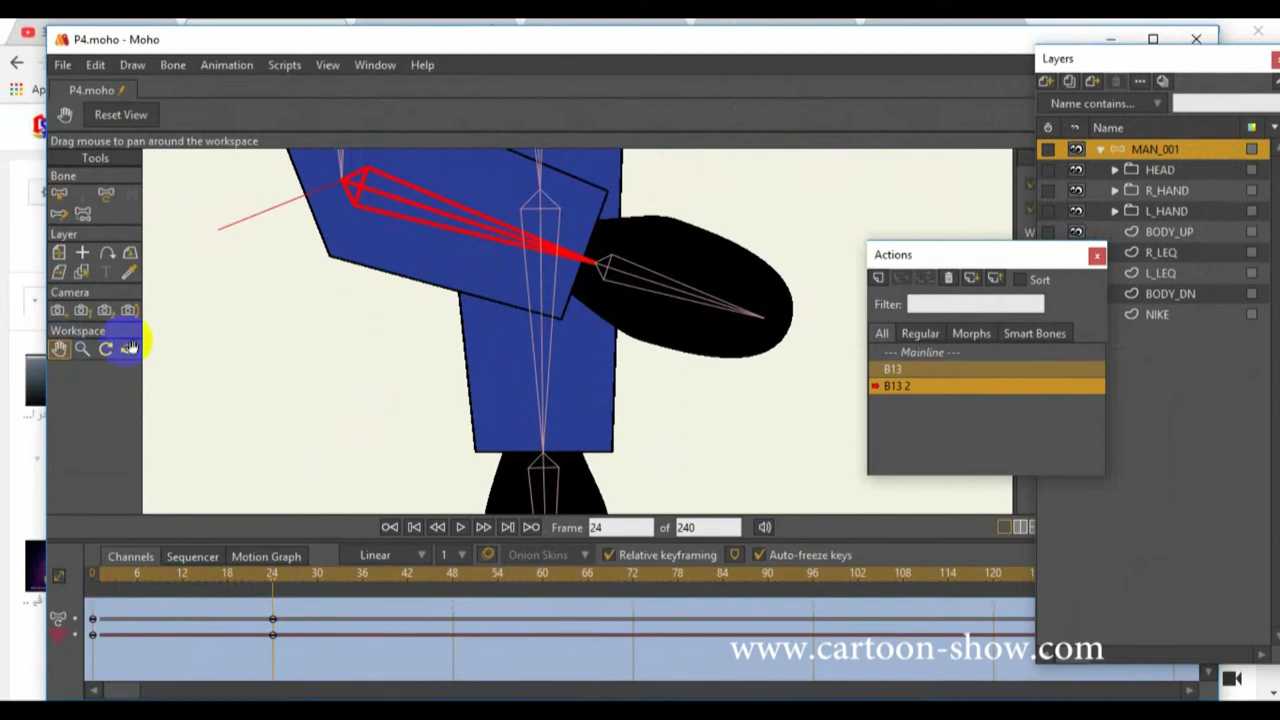 P4.moho - Moho
File Edit Draw Bone Animation Scripts View Window Help
P4.moho
Reset View
Drag mouse to pan around the workspace
Tools
Bone
Layer
Camera
Workspace
Layers
Name contains...
Name
MAN_001
HEAD
R_HAND
L_HAND
BODY_UP
R_LEQ
L_LEQ
BODY_DN
NIKE
Actions
Sort
Filter:
All Regular Morphs Smart Bones
--- Mainline ---
B13
B13 2
Frame 24 of 240
Channels Sequencer Motion Graph Linear 1 Onion Skins Relative keyframing Auto-freeze keys
0 6 12 18 24 30 36 42 48 54 60 66 72 78 84 90 96 102 108 114 120
www.cartoon-show.com